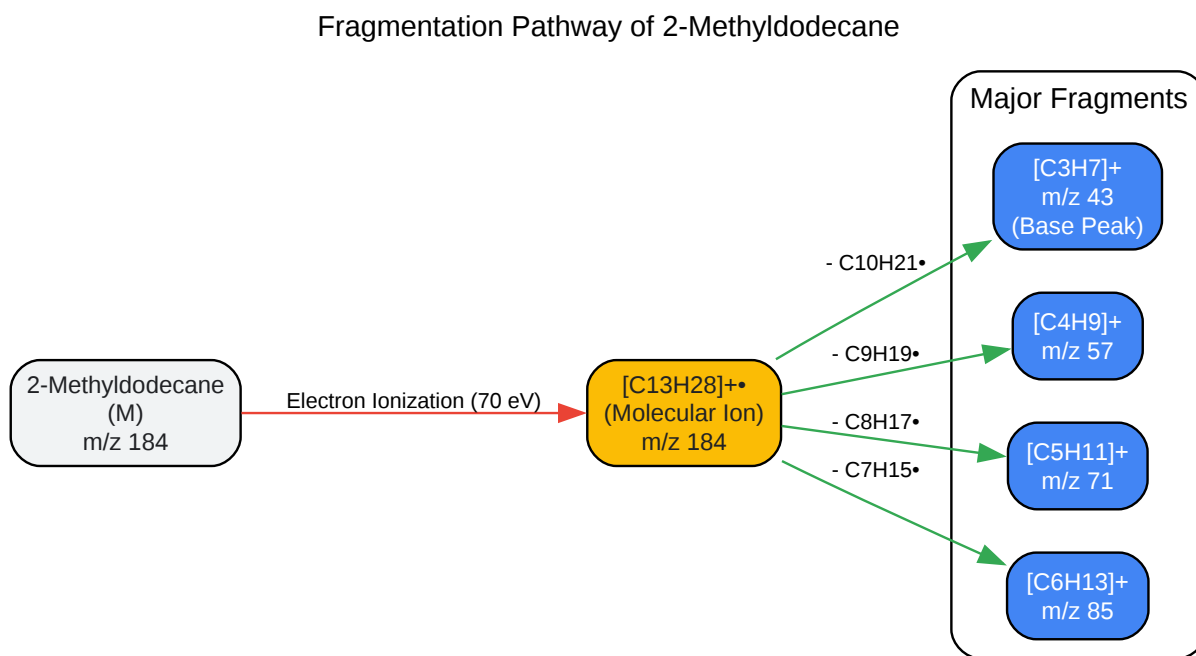 Fragmentation Pathway of 2-Methyldodecane
Major Fragments
[C3H7]+
m/z 43
(Base Peak)
- C10H21•
[C4H9]+
m/z 57
- C9H19•
2-Methyldodecane
(M)
m/z 184
Electron Ionization (70 eV)
[C13H28]+•
(Molecular Ion)
m/z 184
- C8H17•
[C5H11]+
m/z 71
- C7H15•
[C6H13]+
m/z 85